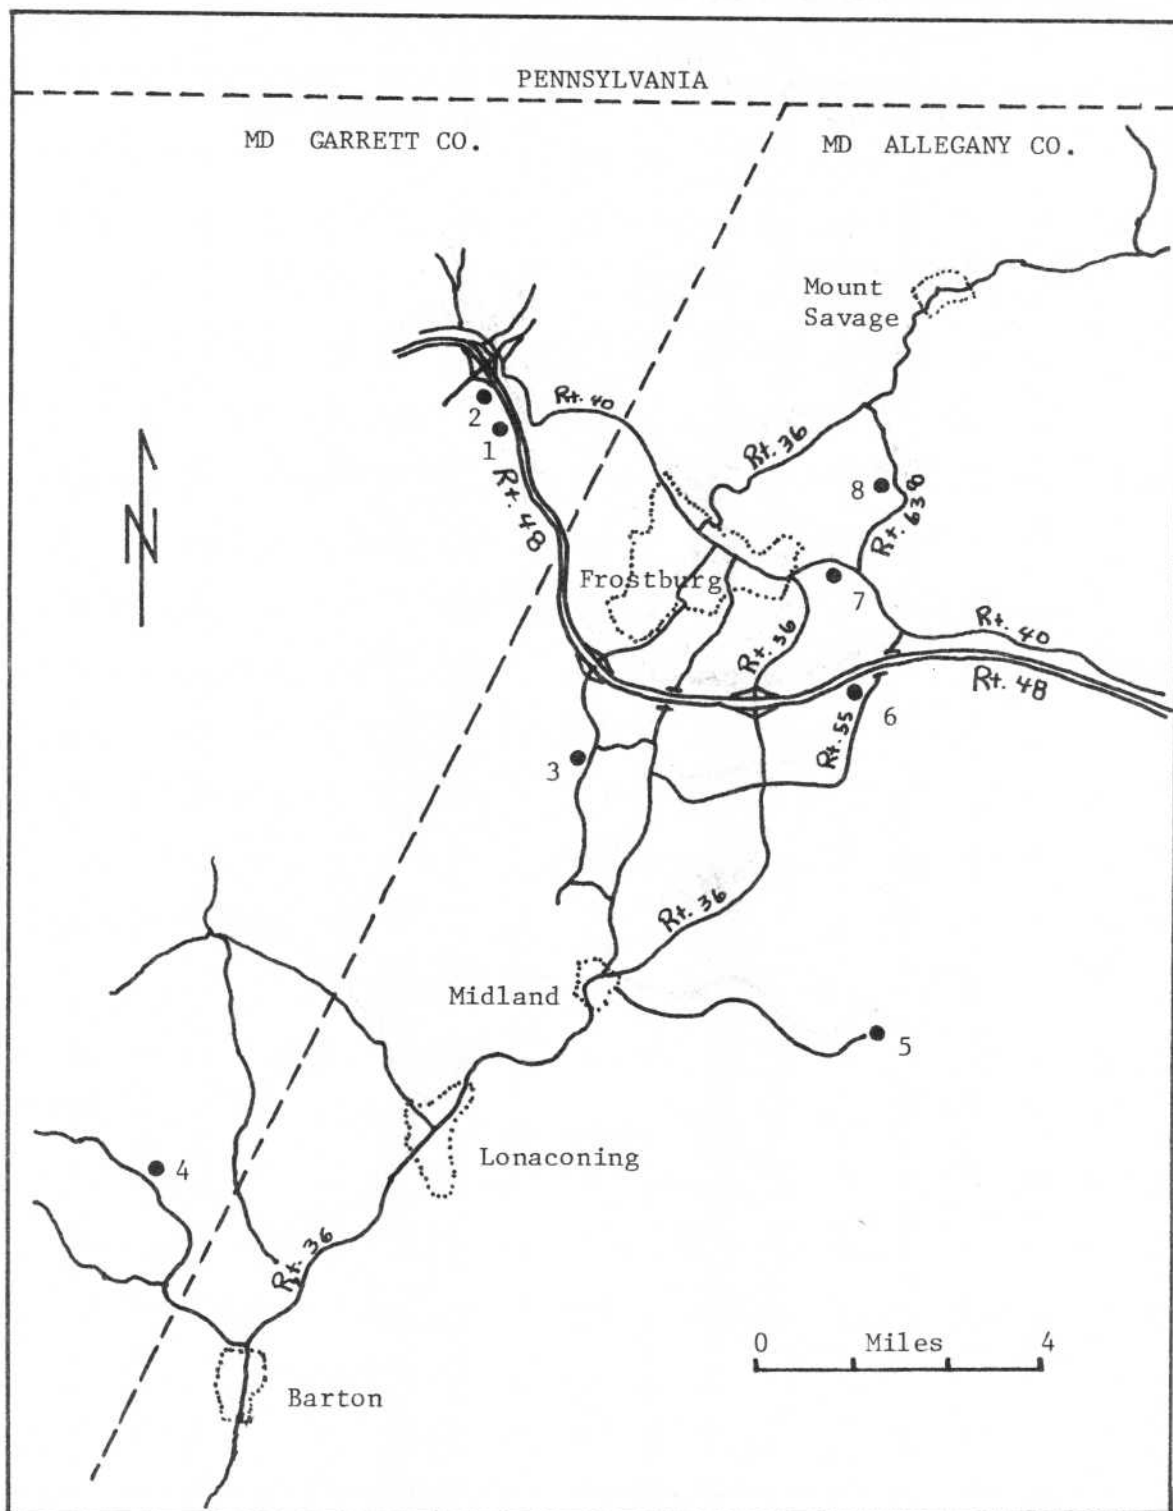 PENNSYLVANIA
MD GARRETT CO.
MD ALLEGANY CO.
Mount
Savage
Rt. 40
2
1
Rt. 36
Rt. 48
8
Rt. 638
N
Frostburg
7
Rt. 36
Rt. 40
Rt. 48
6
Rt. 55
3
Rt. 36
Midland
5
Lonaconing
4
Rt. 36
0 Miles 4
Barton